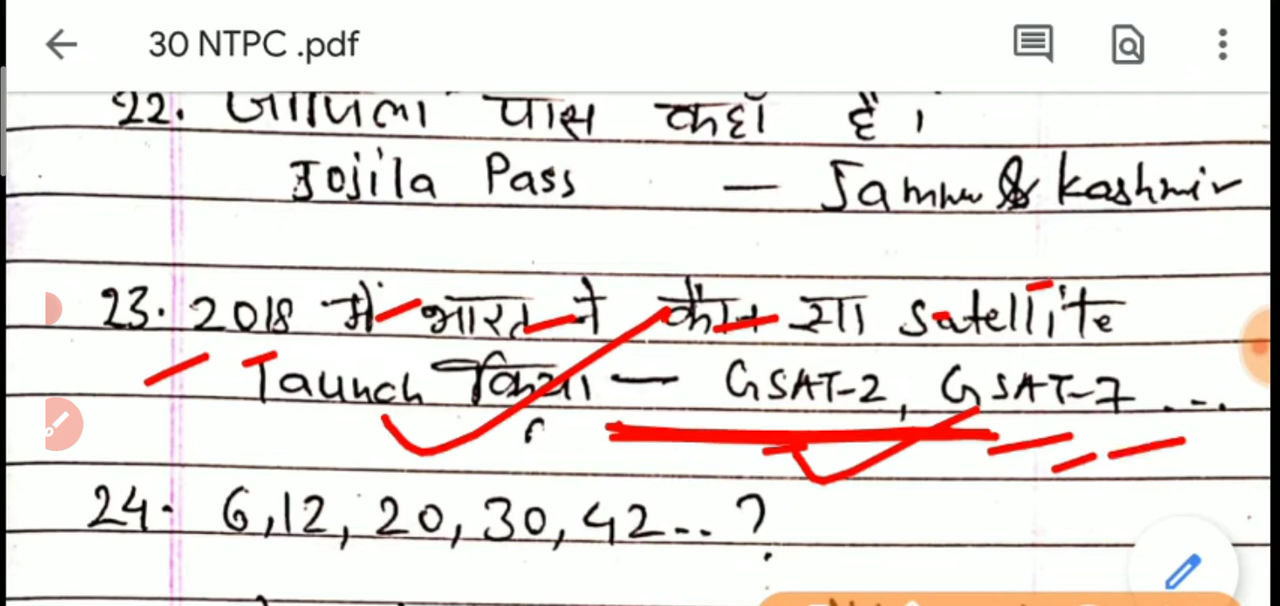 30 NTPC .pdf
22. जोजिला पास कहाँ है ।
Jojila Pass — Jammu & Kashmir
23. 2018 में भारत ने कौन सा Satellite
Launch किया — GSAT-2, GSAT-7 ...
24. 6,12, 20, 30, 42 .. ?